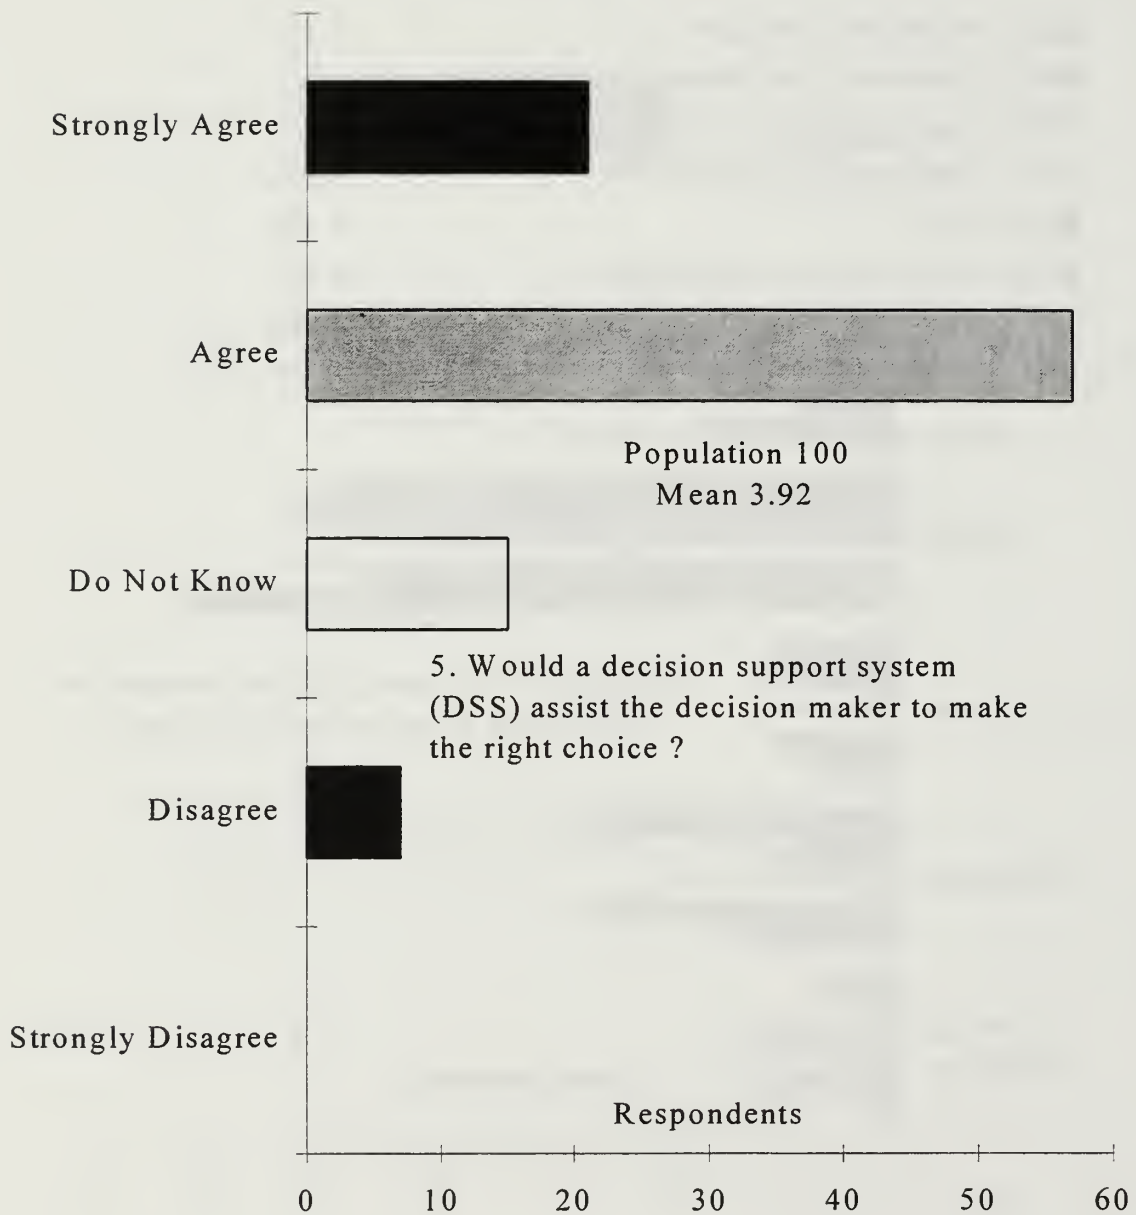 Strongly Agree
Agree
Population 100
Mean 3.92
Do Not Know
5. Would a decision support system
(DSS) assist the decision maker to make
the right choice ?
Disagree
Strongly Disagree
Respondents
0 10 20 30 40 50 60